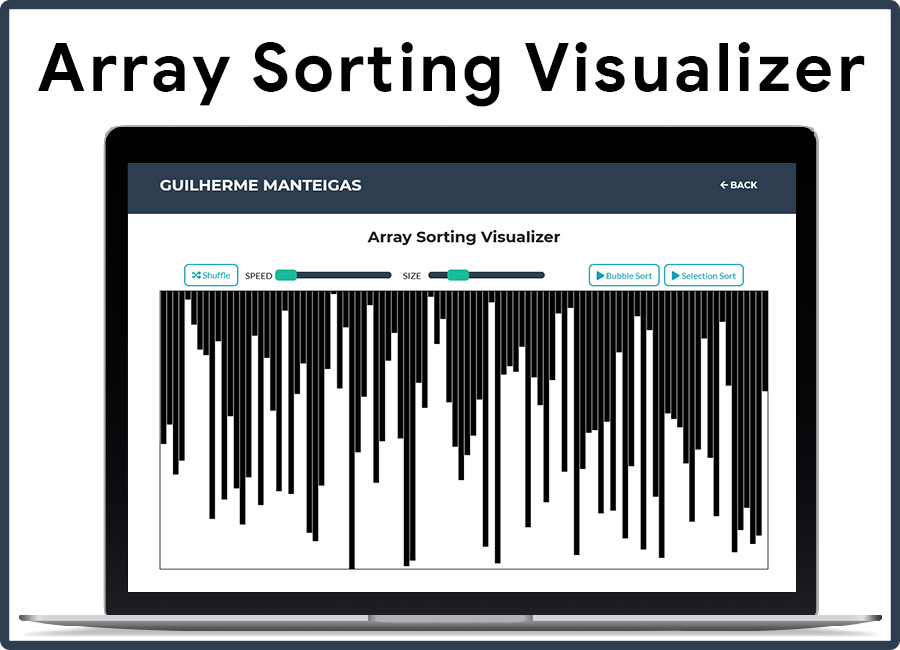 Array Sorting Visualizer
GUILHERME MANTEIGAS
BACK
Array Sorting Visualizer
Shuffle SPEED SIZE Bubble Sort Selection Sort